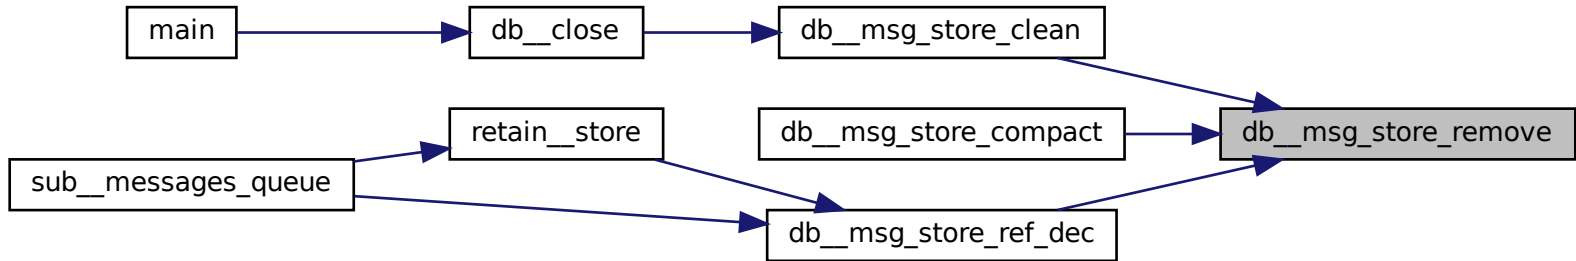 main
db__close
db__msg_store_clean
retain__store
db__msg_store_compact
db__msg_store_remove
sub__messages_queue
db__msg_store_ref_dec